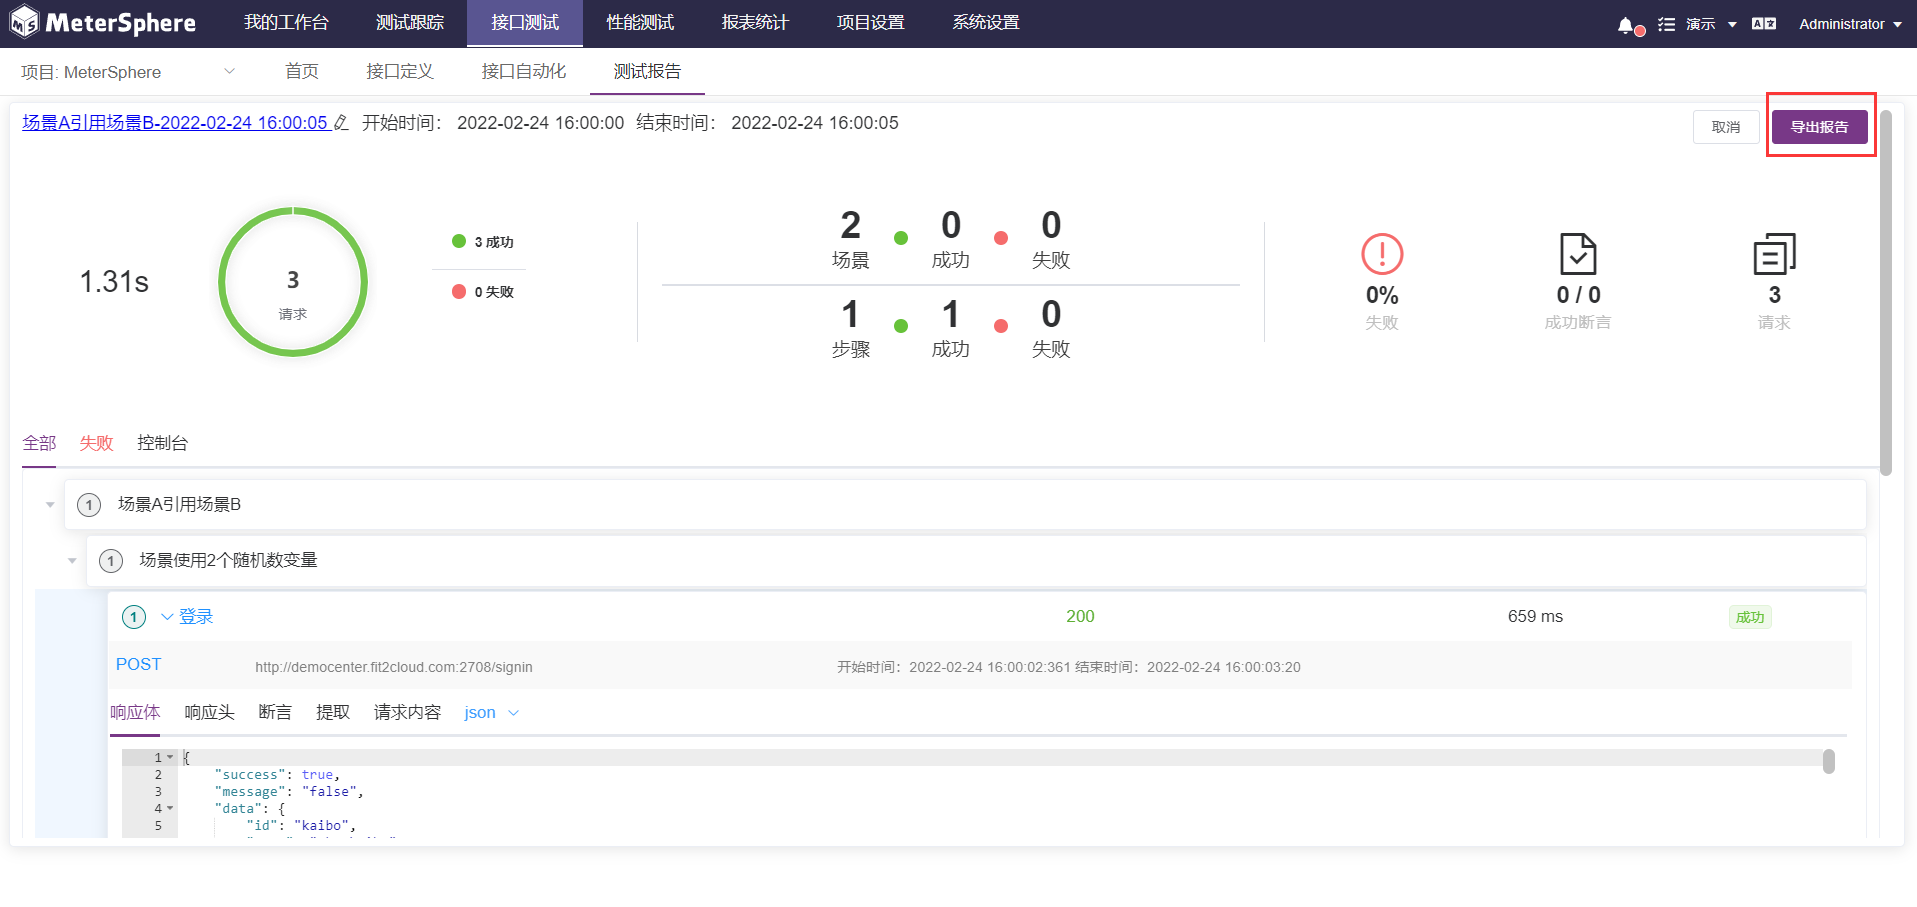 MeterSphere 我的工作台 测试跟踪 接口测试 性能测试 报表统计 项目设置 系统设置 演示 Administrator
项目: MeterSphere 首页 接口定义 接口自动化 测试报告
场景A引用场景B-2022-02-24 16:00:05 开始时间: 2022-02-24 16:00:00 结束时间: 2022-02-24 16:00:05 取消 导出报告
1.31s
3
请求
3 成功
0 失败
2 0 0
场景 成功 失败
1 1 0
步骤 成功 失败
0% 0 / 0 3
失败 成功断言 请求
全部 失败 控制台
1 场景A引用场景B
1 场景使用2个随机数变量
1 登录 200 659 ms 成功
POST http://democenter.fit2cloud.com:2708/signin 开始时间：2022-02-24 16:00:02:361 结束时间：2022-02-24 16:00:03:20
响应体 响应头 断言 提取 请求内容 json
1 {
2 "success": true,
3 "message": "false",
4 "data": {
5 "id": "kaibo",